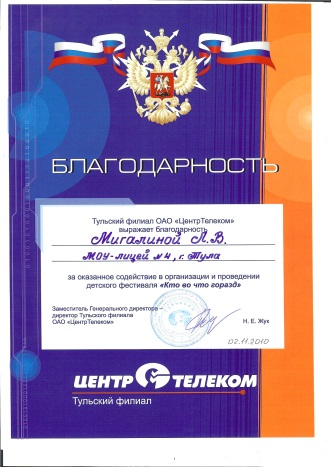 БЛАГОДАРНОСТЬ
Тульский филиал ОАО «ЦентрТелеком»
выражает благодарность
Мигалиной Л.В.
МОУ-лицей №4, г. Тула
за оказанное содействие в организации и проведении
детского фестиваля «Кто во что горазд»
Заместитель Генерального директора –
директор Тульского филиала
ОАО «ЦентрТелеком»
Н. Е. Жук
02.11.2010
ЦЕНТР ТЕЛЕКОМ
Тульский филиал